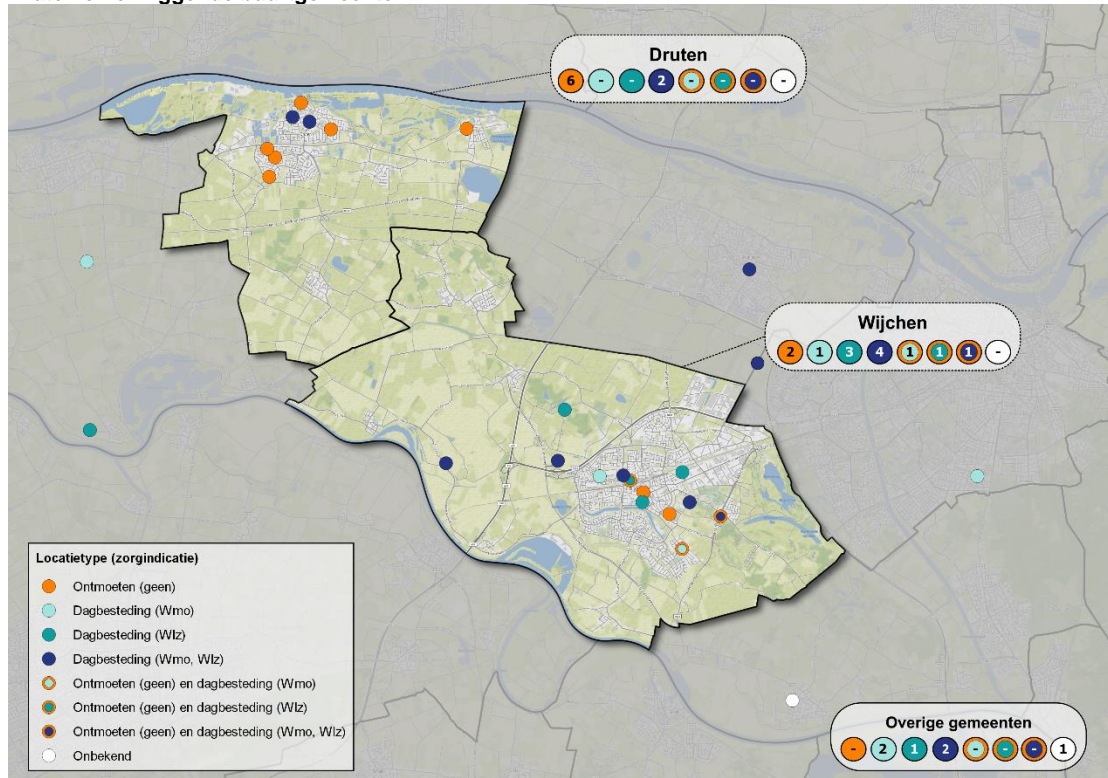 Druten
6 - - 2 - - - -
Wijchen
2 1 3 4 1 1 1 -
Locatietype (zorgindicatie)
Ontmoeten (geen)
Dagbesteding (Wmo)
Dagbesteding (Wlz)
Dagbesteding (Wmo, Wlz)
Ontmoeten (geen) en dagbesteding (Wmo)
Ontmoeten (geen) en dagbesteding (Wlz)
Ontmoeten (geen) en dagbesteding (Wmo, Wlz)
Onbekend
Overige gemeenten
- 2 1 2 - - - 1